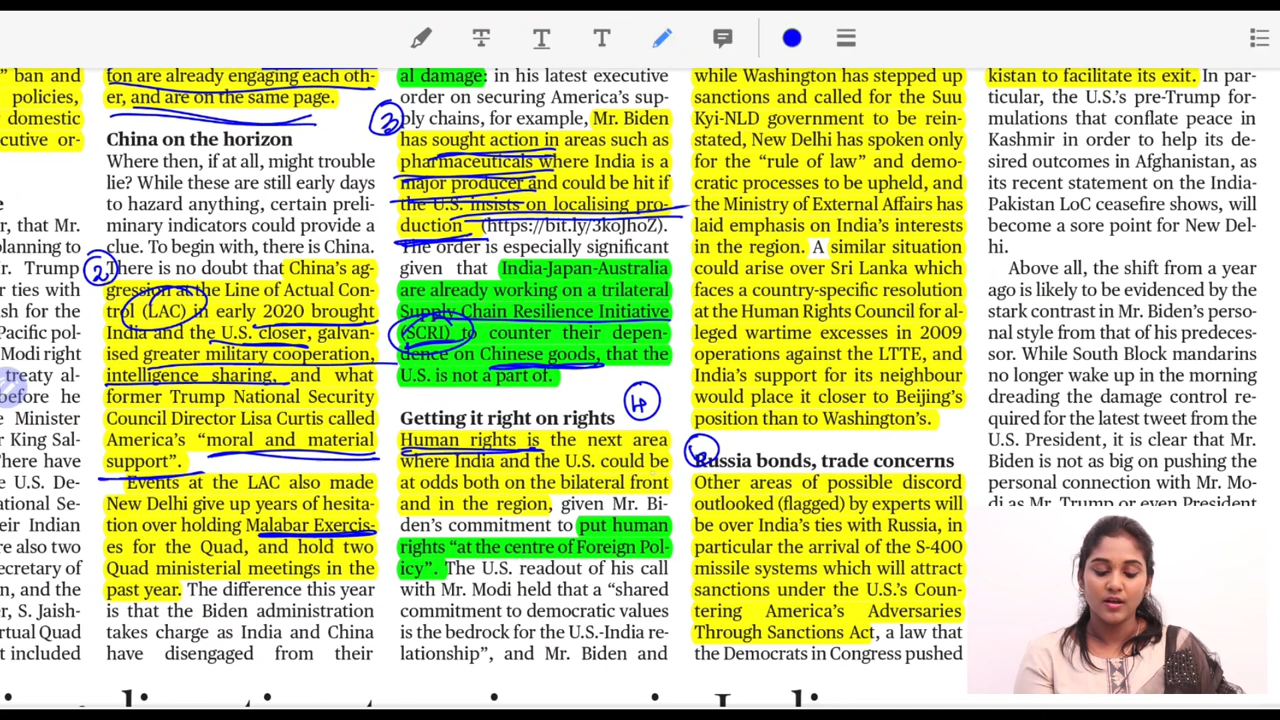 " ban and
policies,
domestic
cutive or-
e
r, that Mr.
lanning to
r. Trump
r ties with
sh for the
Pacific pol-
Modi right
treaty al-
before he
Minister
r King Sal-
here have
e U.S. De-
ational Se-
eir Indian
re also two
ecretary of
n, and the
er, S. Jaish-
rtual Quad
t included
ton are already engaging each oth-
er, and are on the same page.
China on the horizon
Where then, if at all, might trouble
lie? While these are still early days
to hazard anything, certain preli-
minary indicators could provide a
clue. To begin with, there is China.
2
There is no doubt that China's ag-
gression at the Line of Actual Con-
trol (LAC) in early 2020 brought
India and the U.S. closer, galvan-
ised greater military cooperation,
intelligence sharing, and what
former Trump National Security
Council Director Lisa Curtis called
America's "moral and material
support".
Events at the LAC also made
New Delhi give up years of hesita-
tion over holding Malabar Exercis-
es for the Quad, and hold two
Quad ministerial meetings in the
past year. The difference this year
is that the Biden administration
takes charge as India and China
have disengaged from their
al damage: in his latest executive
order on securing America's sup-
3
ply chains, for example, Mr. Biden
has sought action in areas such as
pharmaceuticals where India is a
major producer and could be hit if
the U.S. insists on localising pro-
duction (https://bit.ly/3kojhoZ).
The order is especially significant
given that India-Japan-Australia
are already working on a trilateral
Supply Chain Resilience Initiative
(SCRI) to counter their depen-
dence on Chinese goods, that the
U.S. is not a part of.
4
Getting it right on rights
Human rights is the next area
where India and the U.S. could be
at odds both on the bilateral front
and in the region, given Mr. Bi-
den's commitment to put human
rights "at the centre of Foreign Pol-
icy". The U.S. readout of his call
with Mr. Modi held that a "shared
commitment to democratic values
is the bedrock for the U.S.-India re-
lationship", and Mr. Biden and
while Washington has stepped up
sanctions and called for the Suu
Kyi-NLD government to be rein-
stated, New Delhi has spoken only
for the "rule of law" and demo-
cratic processes to be upheld, and
the Ministry of External Affairs has
laid emphasis on India's interests
in the region. A similar situation
could arise over Sri Lanka which
faces a country-specific resolution
at the Human Rights Council for al-
leged wartime excesses in 2009
operations against the LTTE, and
India's support for its neighbour
would place it closer to Beijing's
position than to Washington's.
Russia bonds, trade concerns
Other areas of possible discord
outlooked (flagged) by experts will
be over India's ties with Russia, in
particular the arrival of the S-400
missile systems which will attract
sanctions under the U.S.'s Coun-
tering America's Adversaries
Through Sanctions Act, a law that
the Democrats in Congress pushed
kistan to facilitate its exit. In par-
ticular, the U.S.'s pre-Trump for-
mulations that conflate peace in
Kashmir in order to help its de-
sired outcomes in Afghanistan, as
its recent statement on the India-
Pakistan LoC ceasefire shows, will
become a sore point for New Del-
hi.
Above all, the shift from a year
ago is likely to be evidenced by the
stark contrast in Mr. Biden's perso-
nal style from that of his predeces-
sor. While South Block mandarins
no longer wake up in the morning
dreading the damage control re-
quired for the latest tweet from the
U.S. President, it is clear that Mr.
Biden is not as big on pushing the
personal connection with Mr. Mo-
di as Mr. Trump or even President